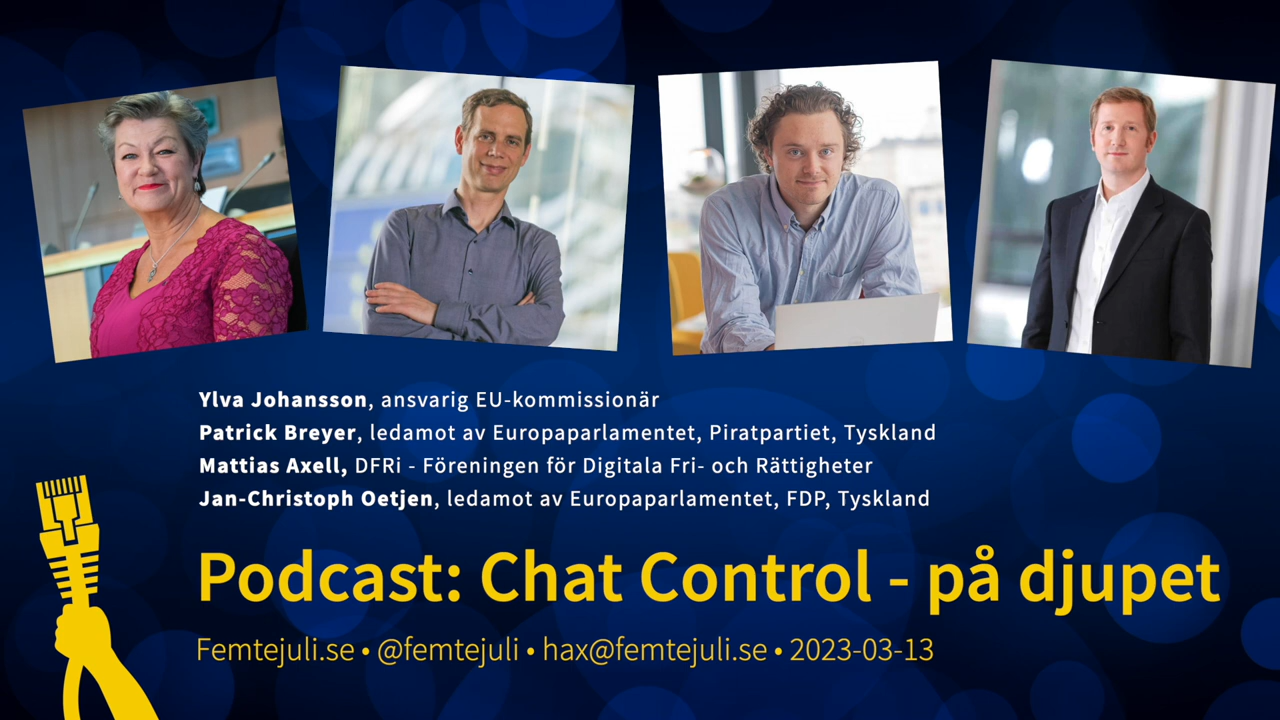 Ylva Johansson, ansvarig EU-kommissionär
Patrick Breyer, ledamot av Europaparlamentet, Piratpartiet, Tyskland
Mattias Axell, DFRi - Föreningen för Digitala Fri- och Rättigheter
Jan-Christoph Oetjen, ledamot av Europaparlamentet, FDP, Tyskland
Podcast: Chat Control - på djupet
Femtejuli.se • @femtejuli • hax@femtejuli.se • 2023-03-13